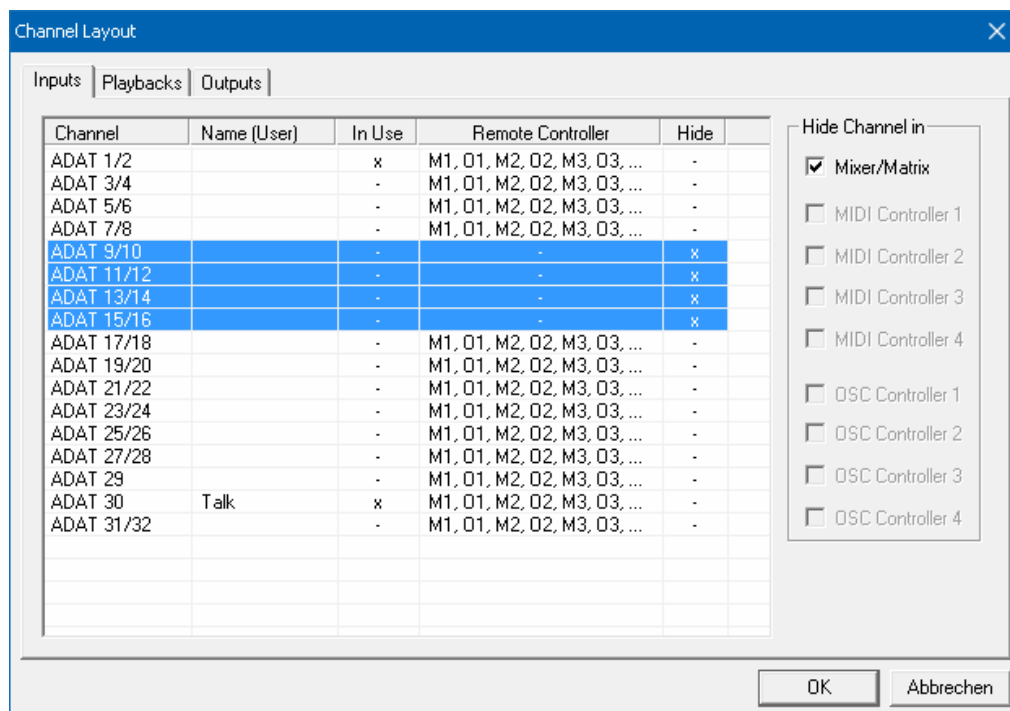 Channel Layout
Inputs Playbacks Outputs
Channel Name (User) In Use Remote Controller Hide
ADAT 1/2 x M1, O1, M2, O2, M3, O3, ... -
ADAT 3/4 - M1, O1, M2, O2, M3, O3, ... -
ADAT 5/6 - M1, O1, M2, O2, M3, O3, ... -
ADAT 7/8 - M1, O1, M2, O2, M3, O3, ... -
ADAT 9/10 - - x
ADAT 11/12 - - x
ADAT 13/14 - - x
ADAT 15/16 - - x
ADAT 17/18 - M1, O1, M2, O2, M3, O3, ... -
ADAT 19/20 - M1, O1, M2, O2, M3, O3, ... -
ADAT 21/22 - M1, O1, M2, O2, M3, O3, ... -
ADAT 23/24 - M1, O1, M2, O2, M3, O3, ... -
ADAT 25/26 - M1, O1, M2, O2, M3, O3, ... -
ADAT 27/28 - M1, O1, M2, O2, M3, O3, ... -
ADAT 29 - M1, O1, M2, O2, M3, O3, ... -
ADAT 30 Talk x M1, O1, M2, O2, M3, O3, ... -
ADAT 31/32 - M1, O1, M2, O2, M3, O3, ... -
Hide Channel in
Mixer/Matrix
MIDI Controller 1
MIDI Controller 2
MIDI Controller 3
MIDI Controller 4
OSC Controller 1
OSC Controller 2
OSC Controller 3
OSC Controller 4
OK Abbrechen